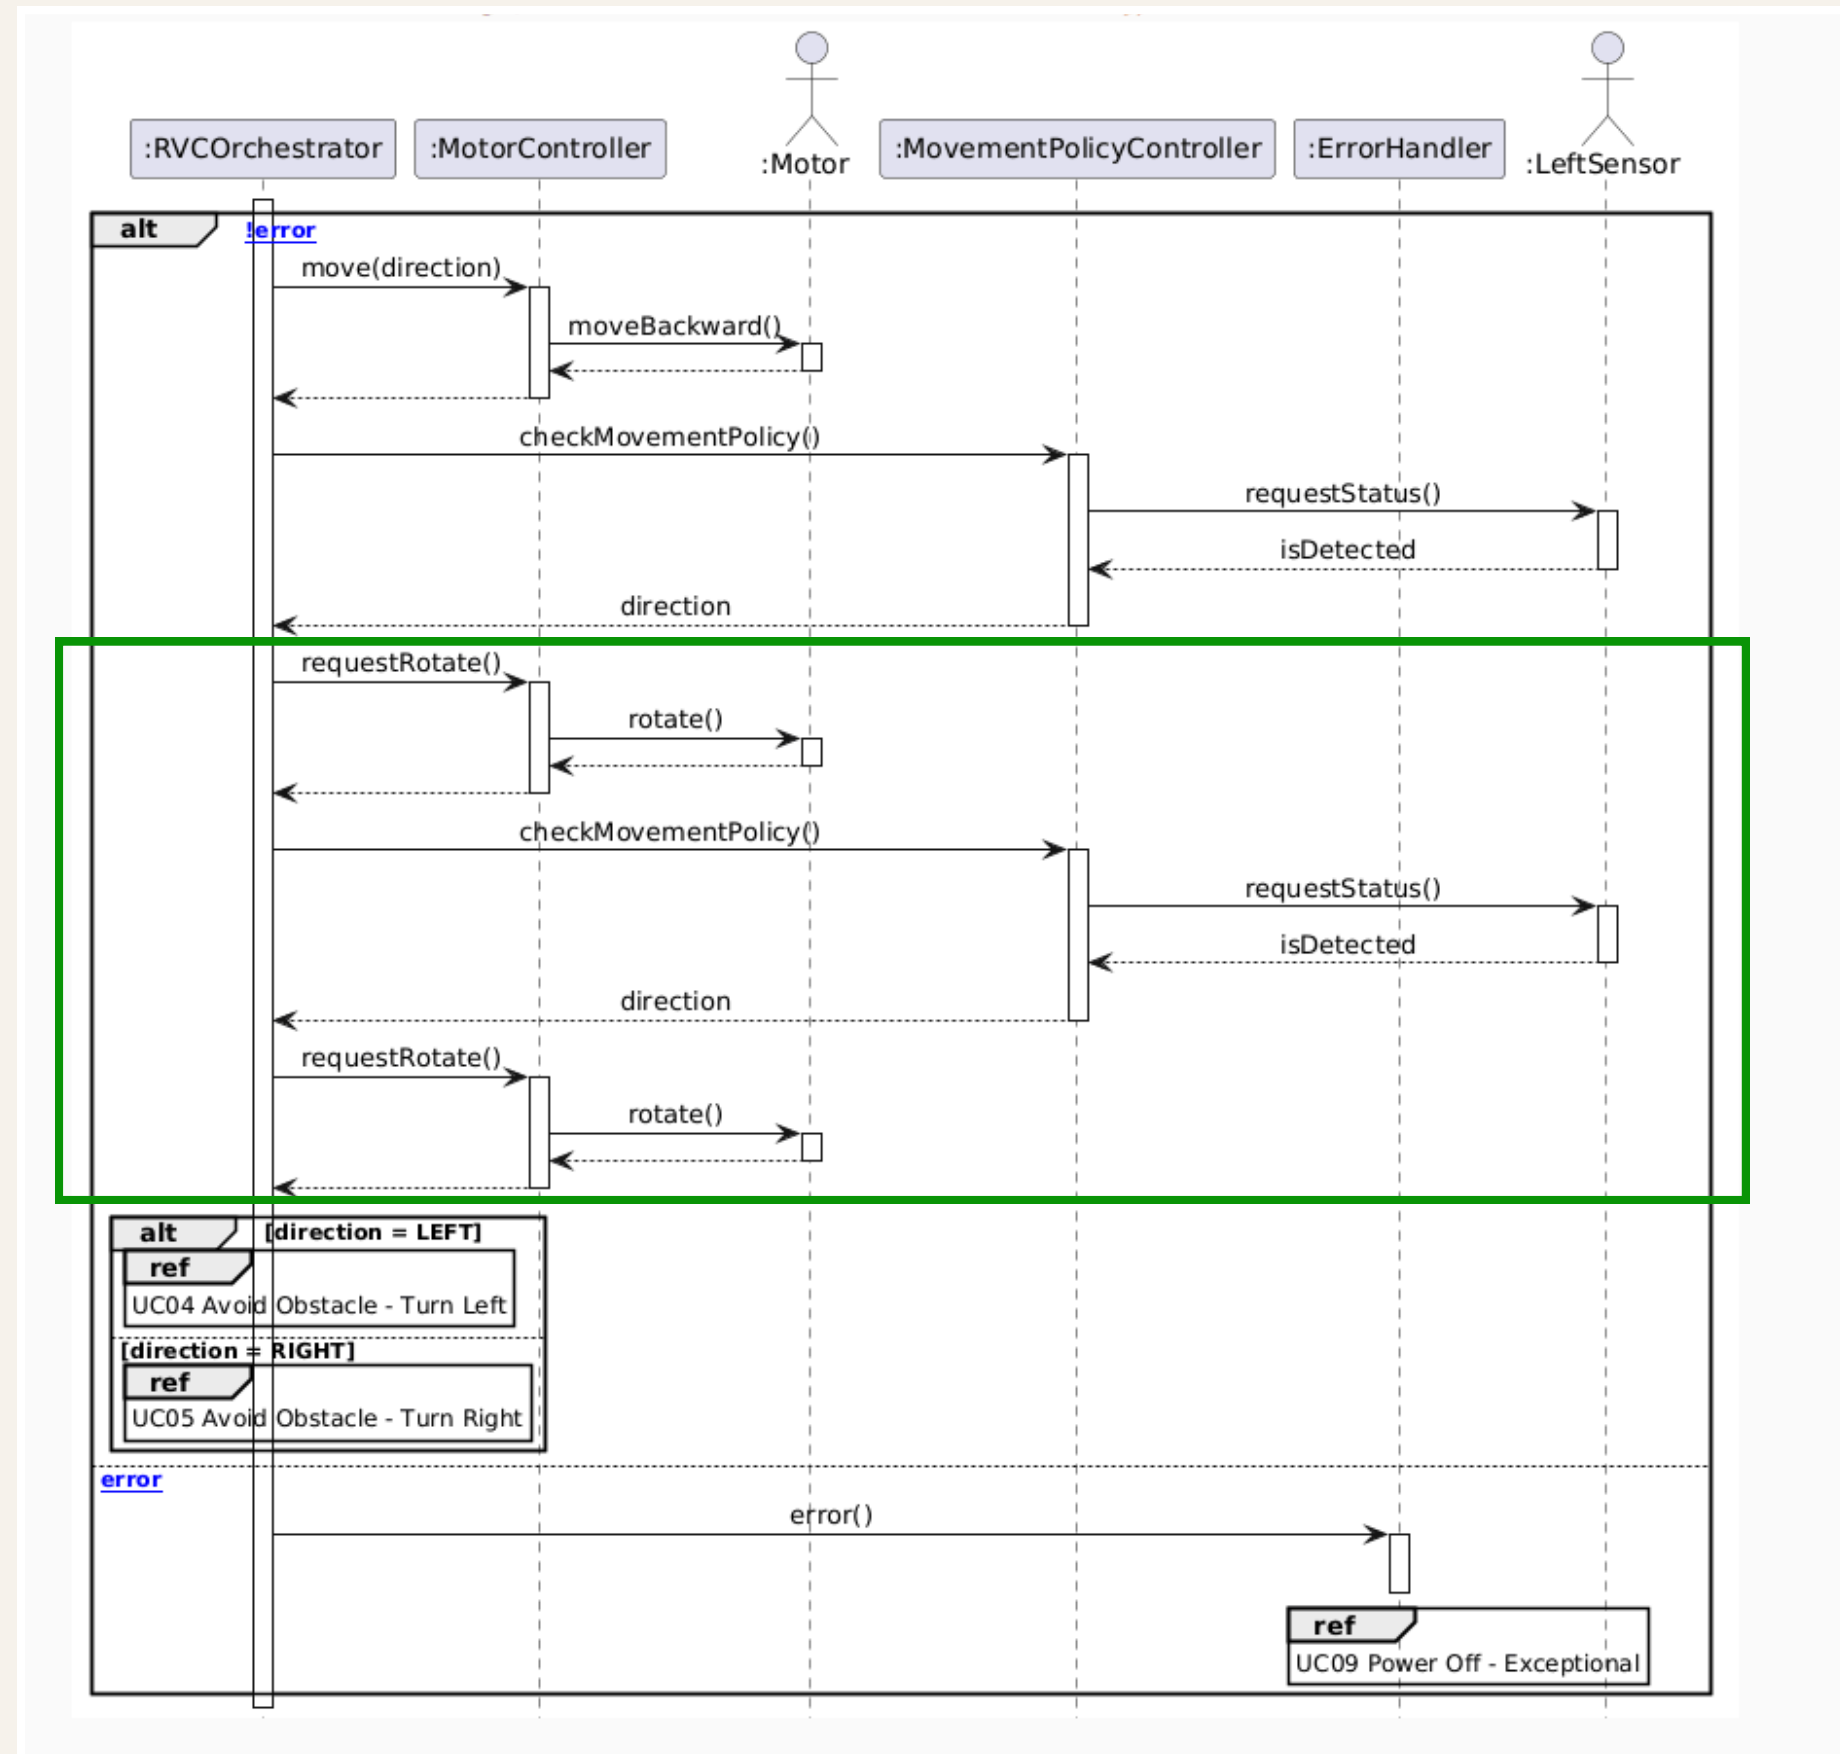 :RVCOrchestrator :MotorController :Motor :MovementPolicyController :ErrorHandler :LeftSensor
alt !error
move(direction)
moveBackward()
checkMovementPolicy()
requestStatus()
isDetected
direction
requestRotate()
rotate()
checkMovementPolicy()
requestStatus()
isDetected
direction
requestRotate()
rotate()
alt [direction = LEFT]
ref
UC04 Avoid Obstacle - Turn Left
[direction = RIGHT]
ref
UC05 Avoid Obstacle - Turn Right
error
error()
ref
UC09 Power Off - Exceptional